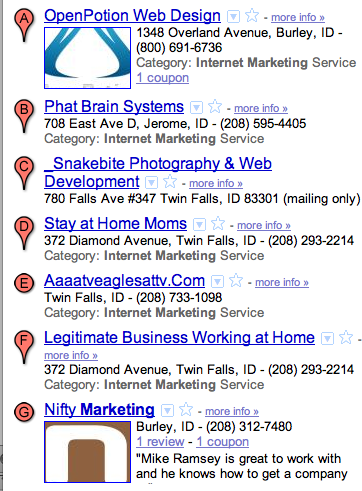 A OpenPotion Web Design - more info »
1348 Overland Avenue, Burley, ID -
(800) 691-6736
Category: Internet Marketing Service
1 coupon
B Phat Brain Systems - more info »
708 East Ave D, Jerome, ID - (208) 595-4405
Category: Internet Marketing Service
C _Snakebite Photography & Web
Development - more info »
780 Falls Ave #347 Twin Falls, ID 83301 (mailing only)
D Stay at Home Moms - more info »
372 Diamond Avenue, Twin Falls, ID - (208) 293-2214
Category: Internet Marketing Service
E Aaaatveaglesattv.Com - more info »
Twin Falls, ID - (208) 733-1098
Category: Internet Marketing Service
F Legitimate Business Working at Home -
more info »
372 Diamond Avenue, Twin Falls, ID - (208) 293-2214
Category: Internet Marketing Service
G Nifty Marketing - more info »
Burley, ID - (208) 312-7480
1 review - 1 coupon
"Mike Ramsey is great to work with
and he knows how to get a company